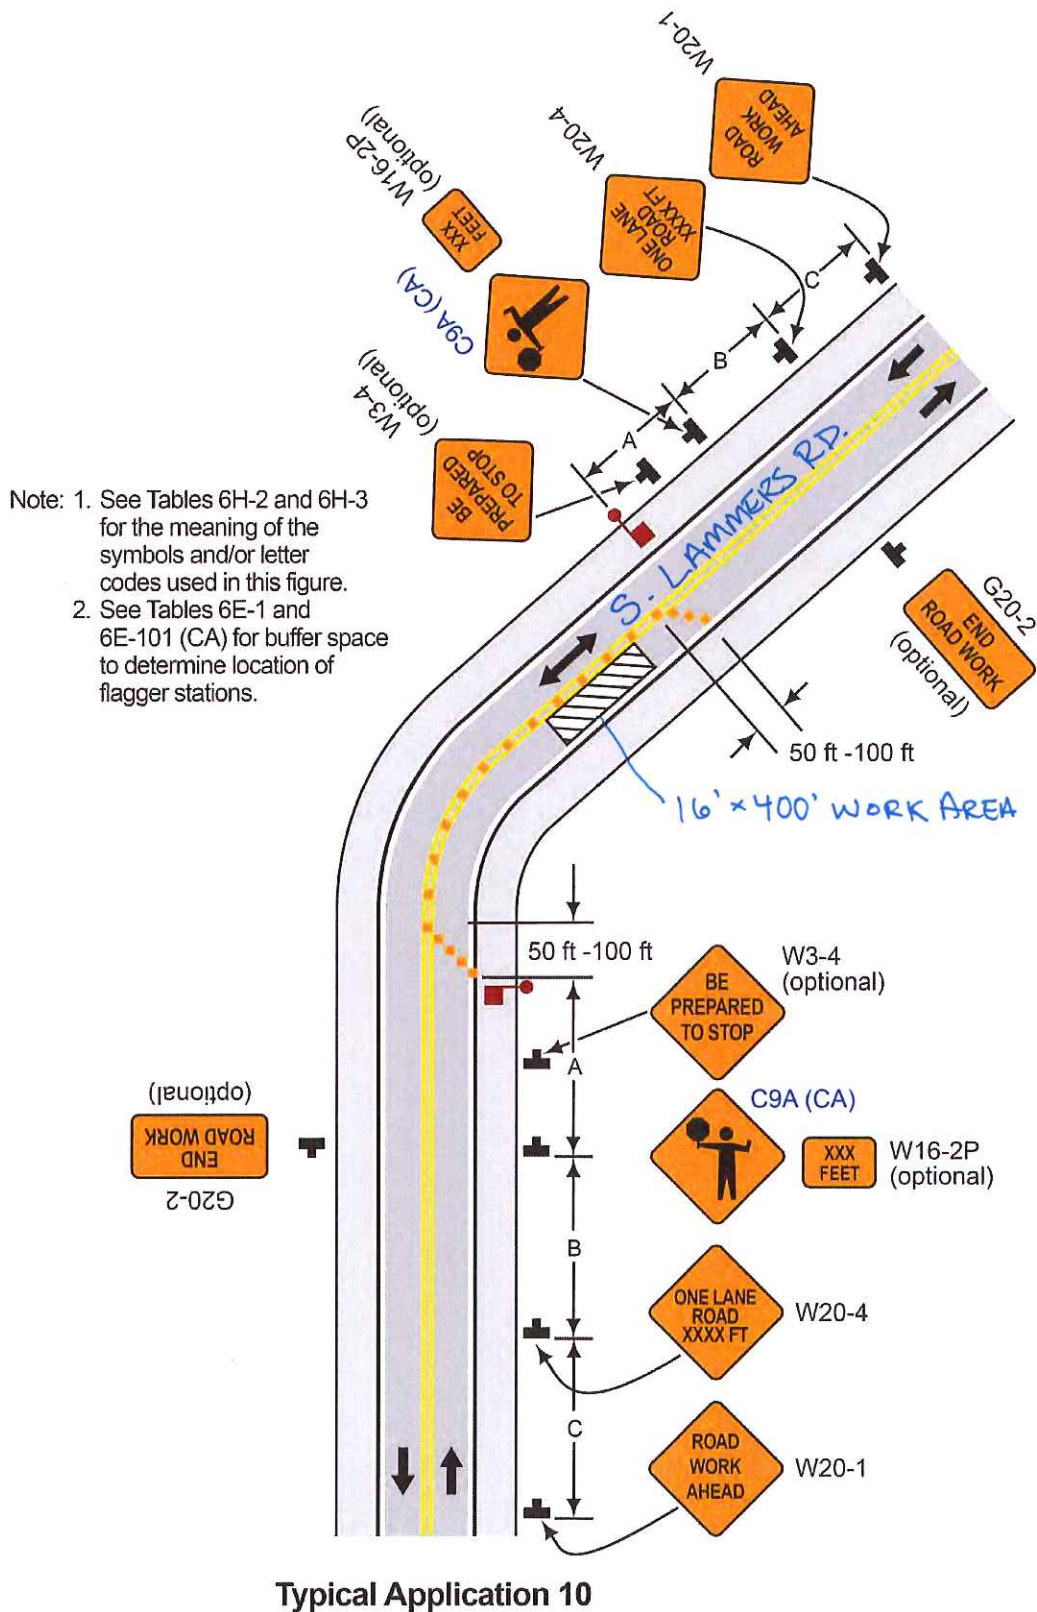 W20-1
ROAD
WORK
AHEAD
W20-4
ONE LANE
ROAD
XXXX FT
W16-2P
(optional)
XXX
FEET
C9A (CA)
W3-4
(optional)
BE
PREPARED
TO STOP
C
B
A
S. LAMMERS RD.
Note: 1. See Tables 6H-2 and 6H-3
for the meaning of the
symbols and/or letter
codes used in this figure.
2. See Tables 6E-1 and
6E-101 (CA) for buffer space
to determine location of
flagger stations.
G20-2
END
ROAD WORK
(optional)
50 ft -100 ft
16' × 400' WORK AREA
50 ft -100 ft
BE
PREPARED
TO STOP
W3-4
(optional)
A
C9A (CA)
XXX
FEET
W16-2P
(optional)
G20-2
END
ROAD WORK
(optional)
B
ONE LANE
ROAD
XXXX FT
W20-4
C
ROAD
WORK
AHEAD
W20-1
Typical Application 10